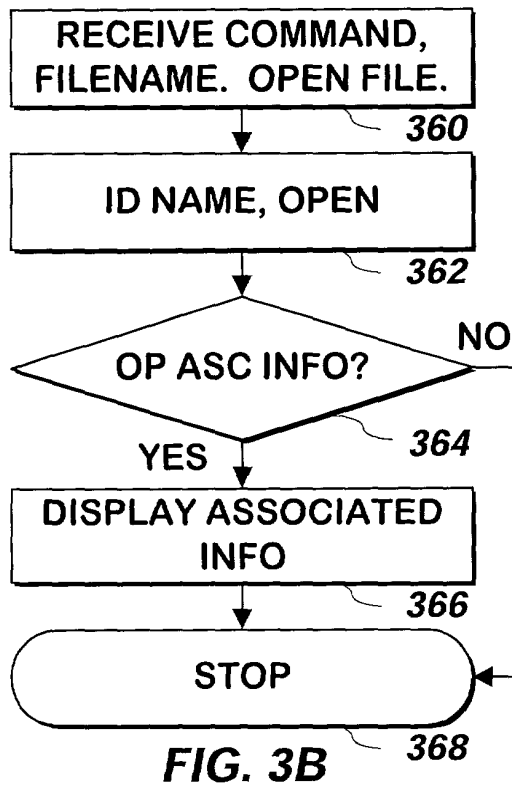 RECEIVE COMMAND,
FILENAME. OPEN FILE.
360
ID NAME, OPEN
362
OP ASC INFO?
NO
364
YES
DISPLAY ASSOCIATED
INFO
366
STOP
368
FIG. 3B